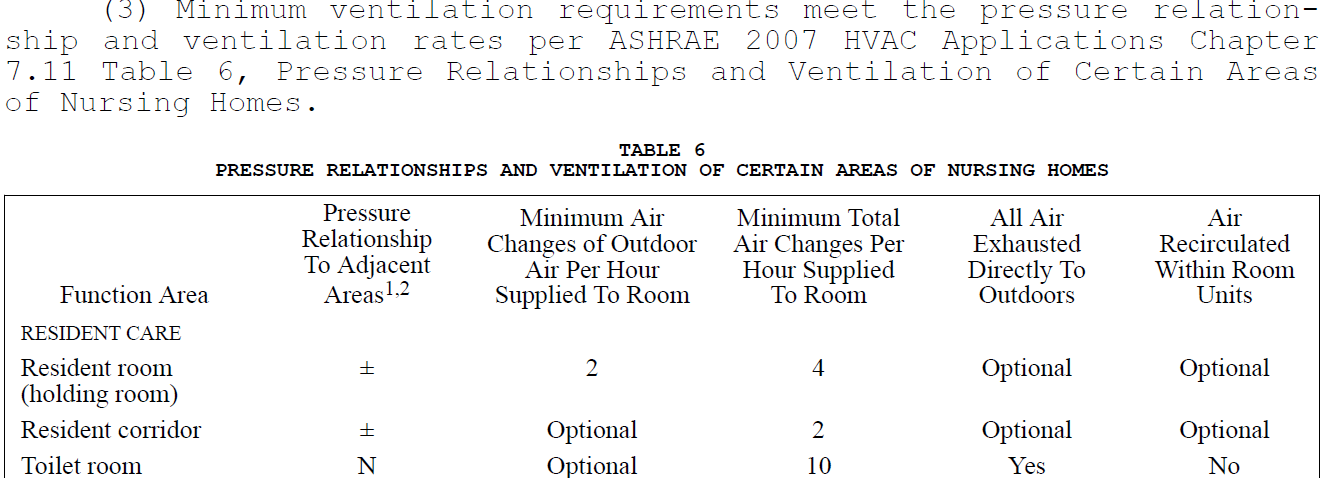 (3) Minimum ventilation requirements meet the pressure relation-
ship and ventilation rates per ASHRAE 2007 HVAC Applications Chapter
7.11 Table 6, Pressure Relationships and Ventilation of Certain Areas
of Nursing Homes.
TABLE 6
PRESSURE RELATIONSHIPS AND VENTILATION OF CERTAIN AREAS OF NURSING HOMES
Function Area Pressure Relationship To Adjacent Areas1,2 Minimum Air Changes of Outdoor Air Per Hour Supplied To Room Minimum Total Air Changes Per Hour Supplied To Room All Air Exhausted Directly To Outdoors Air Recirculated Within Room Units
RESIDENT CARE
Resident room (holding room) ± 2 4 Optional Optional
Resident corridor ± Optional 2 Optional Optional
Toilet room N Optional 10 Yes No